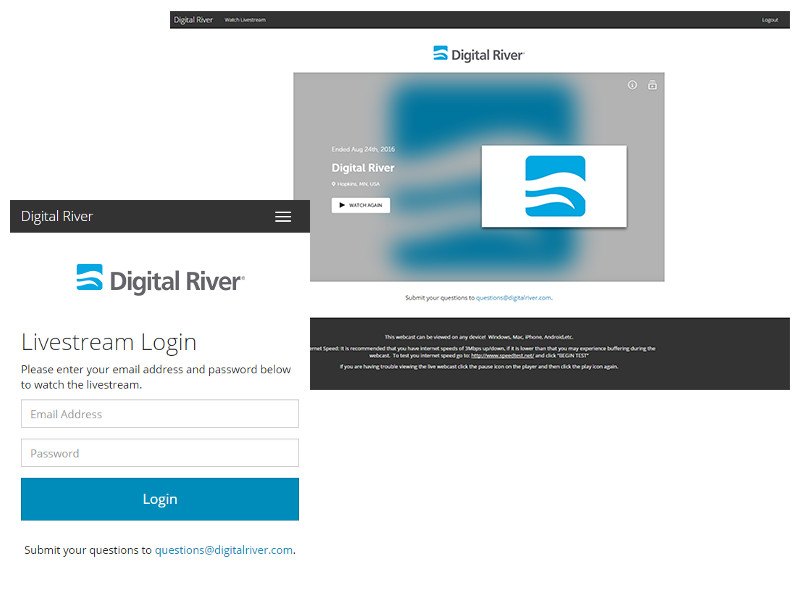 Digital River Watch Livestream Logout
Digital River
Ended Aug 24th, 2016
Digital River
Hopkins, MN, USA
WATCH AGAIN
Submit your questions to questions@digitalriver.com.
This webcast can be viewed on any device! Windows, Mac, iPhone, Android,etc.
Speed: It is recommended that you have internet speeds of 3Mbps up/down, if it is lower than that you may experience buffering during the
webcast. To test you internet speed go to: http://www.speedtest.net/ and click "BEGIN TEST"
If you are having trouble viewing the live webcast click the pause icon on the player and then click the play icon again.
Digital River
Digital River®
Livestream Login
Please enter your email address and password below
to watch the livestream.
Email Address
Password
Login
Submit your questions to questions@digitalriver.com.